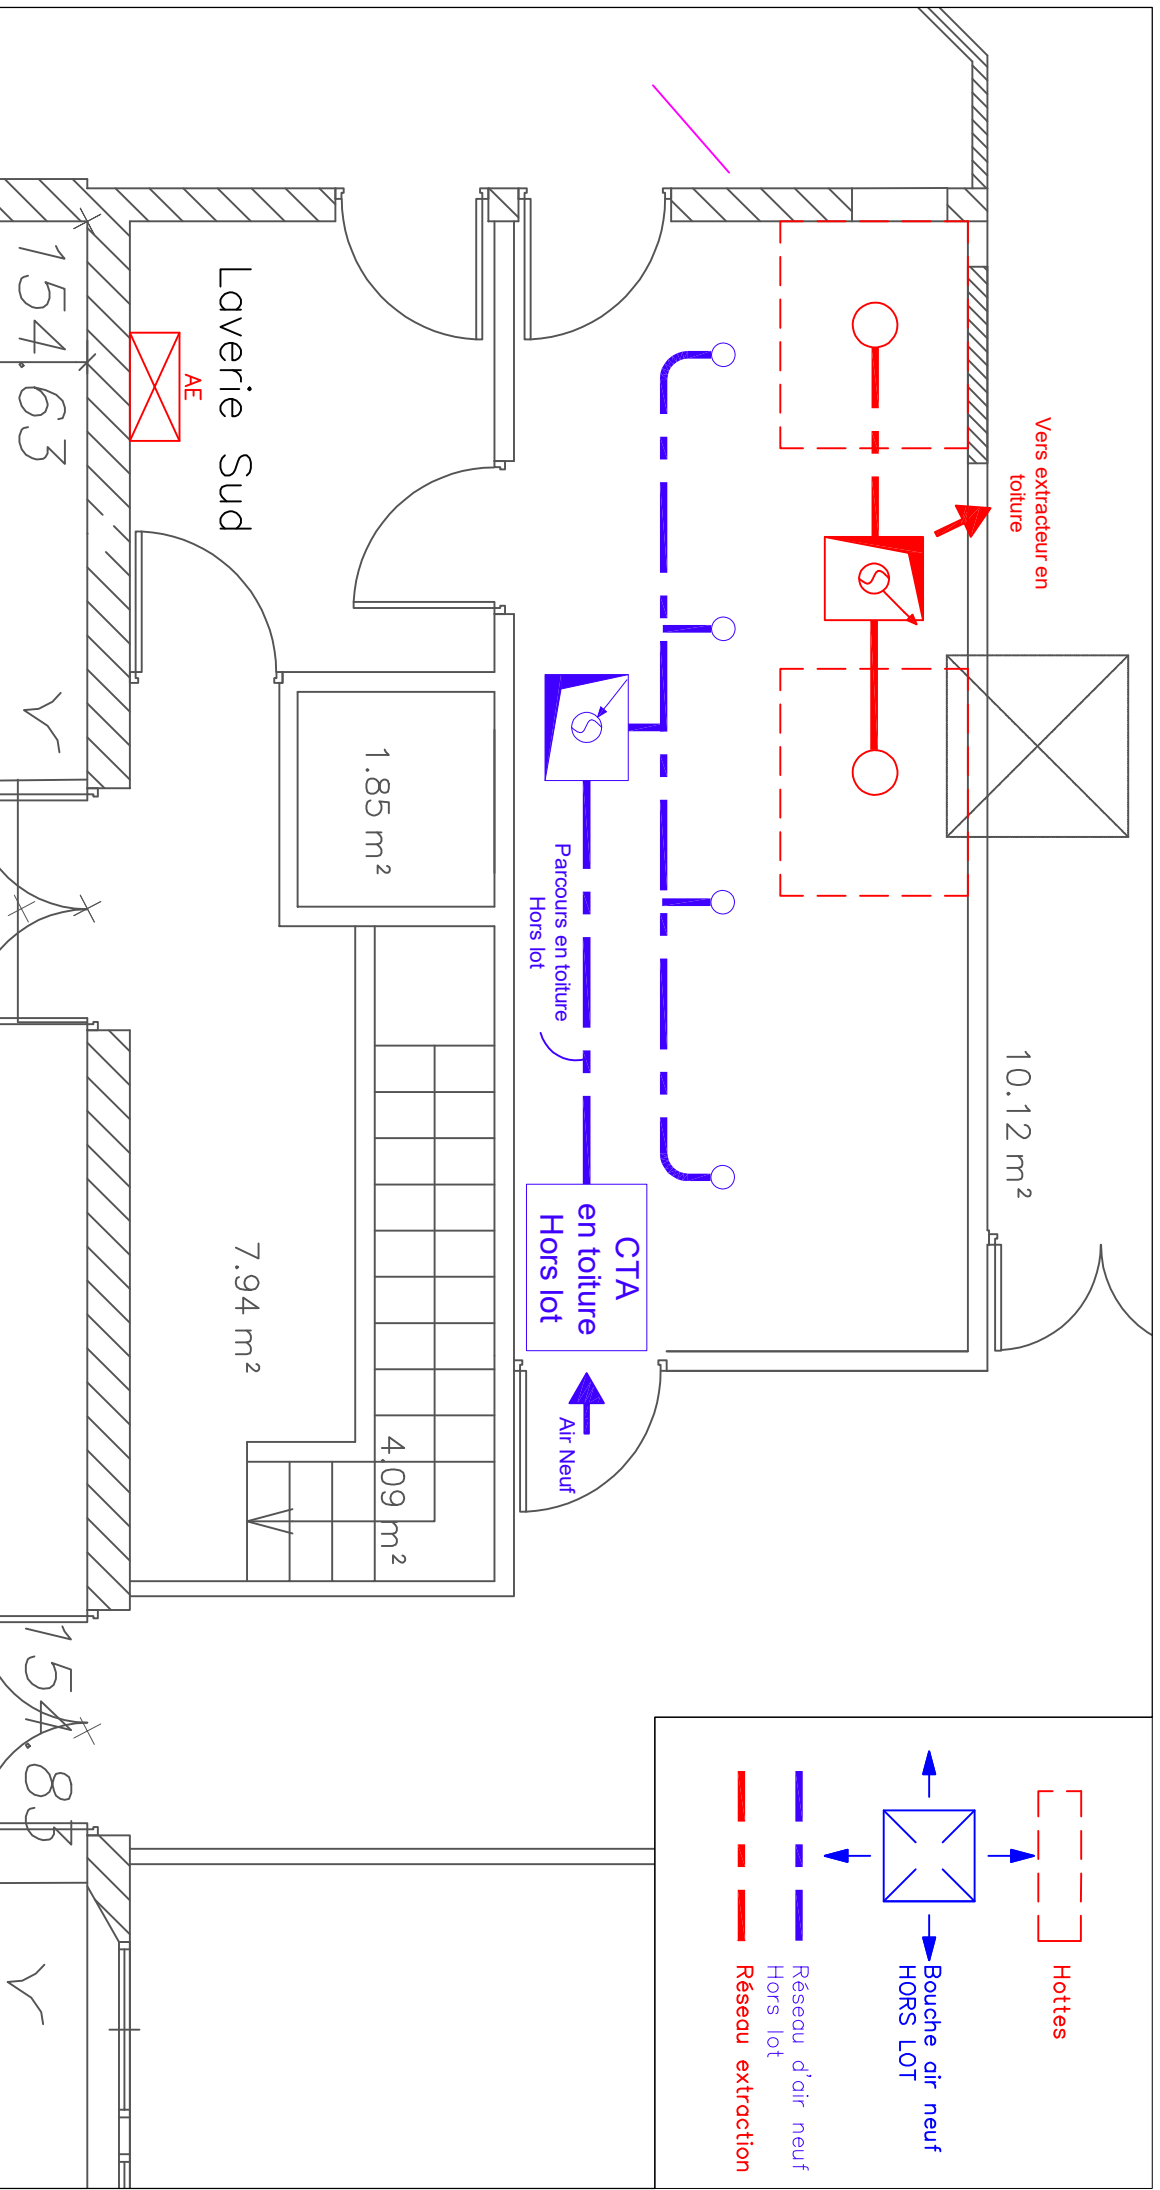 Vers extracteur en
toiture
10.12 m²
Hottes
Bouche air neuf
HORS LOT
Réseau d'air neuf
Hors lot
Réseau extraction
CTA
en toiture
Hors lot
Air Neuf
Parcours en toiture
Hors lot
1.85 m²
4.09 m²
Laverie Sud
7.94 m²
AE
154.63
154.83